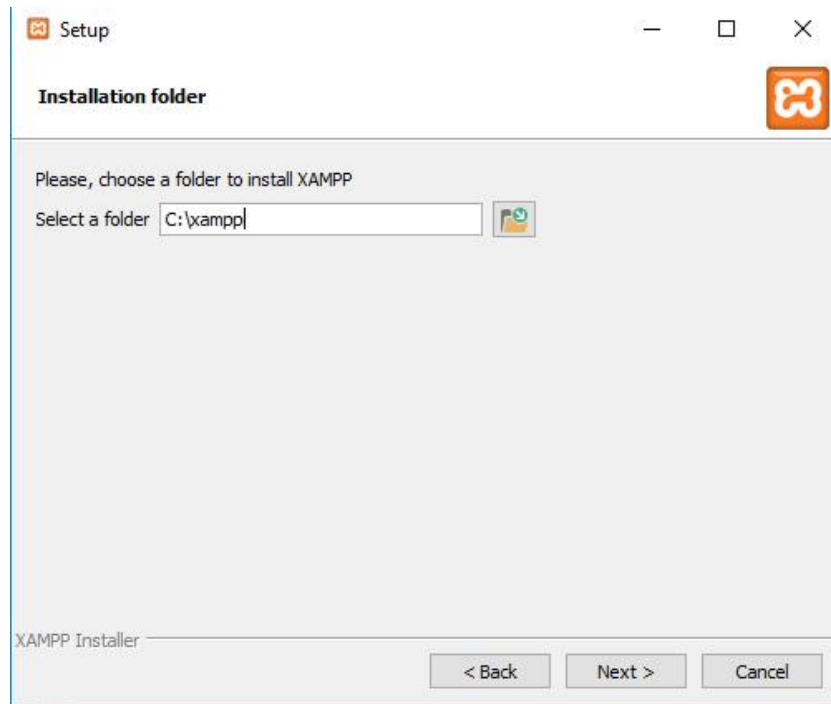 Setup
Installation folder
Please, choose a folder to install XAMPP
Select a folder C:\xampp
XAMPP Installer
< Back Next > Cancel